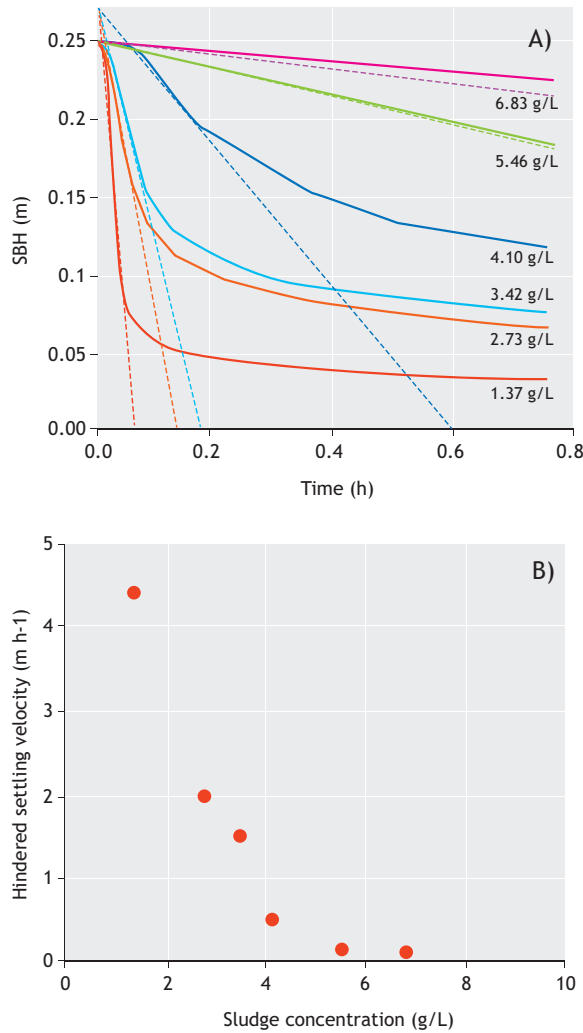 A)
0.25
0.2
0.15
0.1
0.05
0.00
SBH (m)
6.83 g/L
5.46 g/L
4.10 g/L
3.42 g/L
2.73 g/L
1.37 g/L
0.0 0.2 0.4 0.6 0.8
Time (h)
B)
5
4
3
2
1
0
Hindered settling velocity (m h-1)
0 2 4 6 8 10
Sludge concentration (g/L)